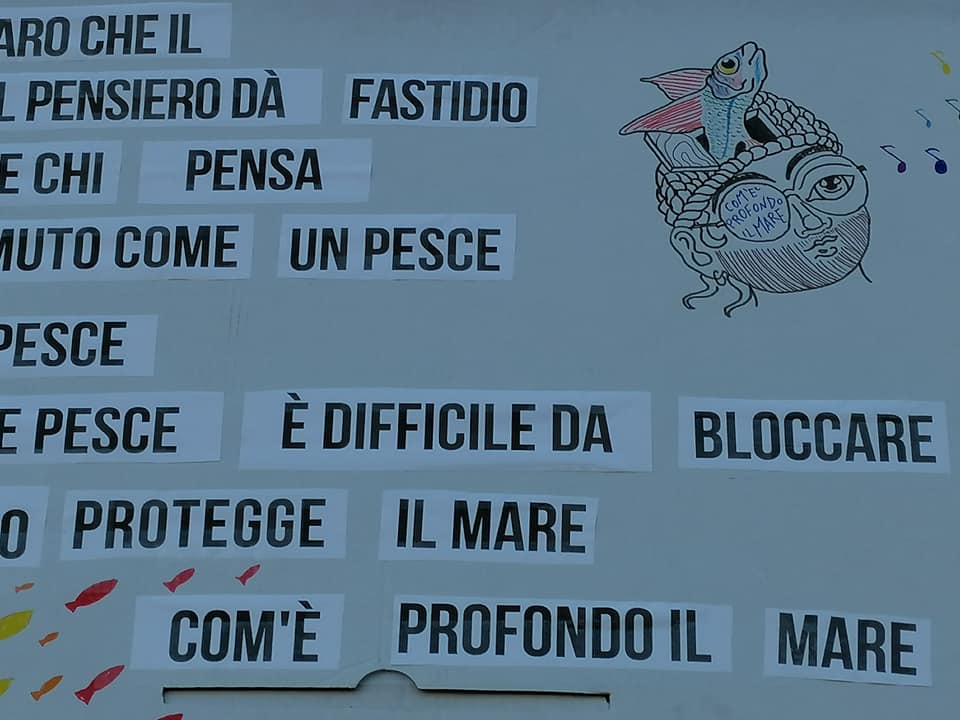 ARO CHE IL
L PENSIERO DÀ FASTIDIO
E CHI PENSA
MUTO COME UN PESCE
PESCE
E PESCE È DIFFICILE DA BLOCCARE
O PROTEGGE IL MARE
COM'È PROFONDO IL MARE
COM'È
PROFONDO
IL MARE